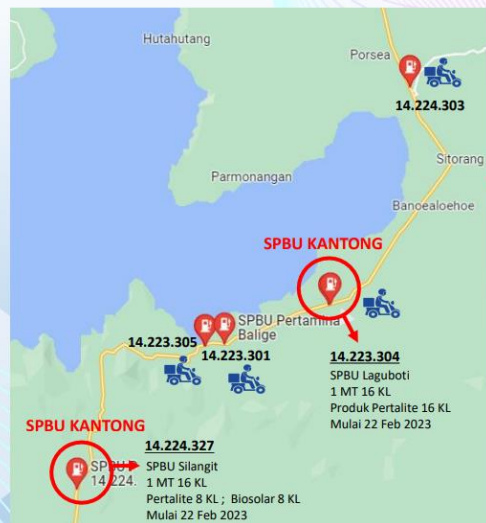 Hutahutang
Porsea
14.224.303
Sitorang
Parmonangan
Banoealoehoe
SPBU KANTONG
SPBU Pertamina
Balige
14.223.305
14.223.301
14.223.304
SPBU Laguboti
1 MT 16 KL
Produk Pertalite 16 KL
Mulai 22 Feb 2023
SPBU KANTONG
14.224.327
SPBU
14.224.
SPBU Silangit
1 MT 16 KL
Pertalite 8 KL ; Biosolar 8 KL
Mulai 22 Feb 2023